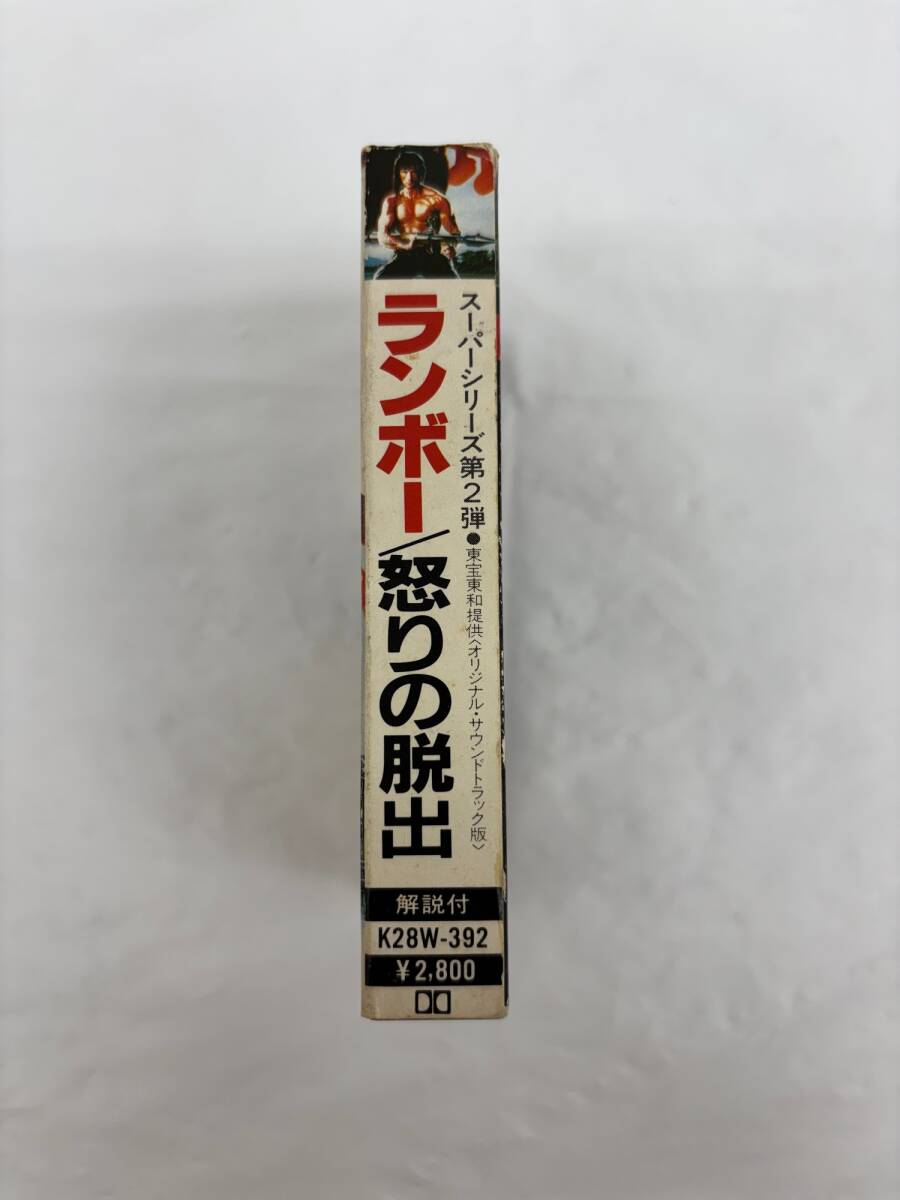 スーパーシリーズ第2弾●東宝東和提供〈オリジナル・サウンドトラック版〉
ランボー/怒りの脱出
解説付
K28W-392
¥2,800